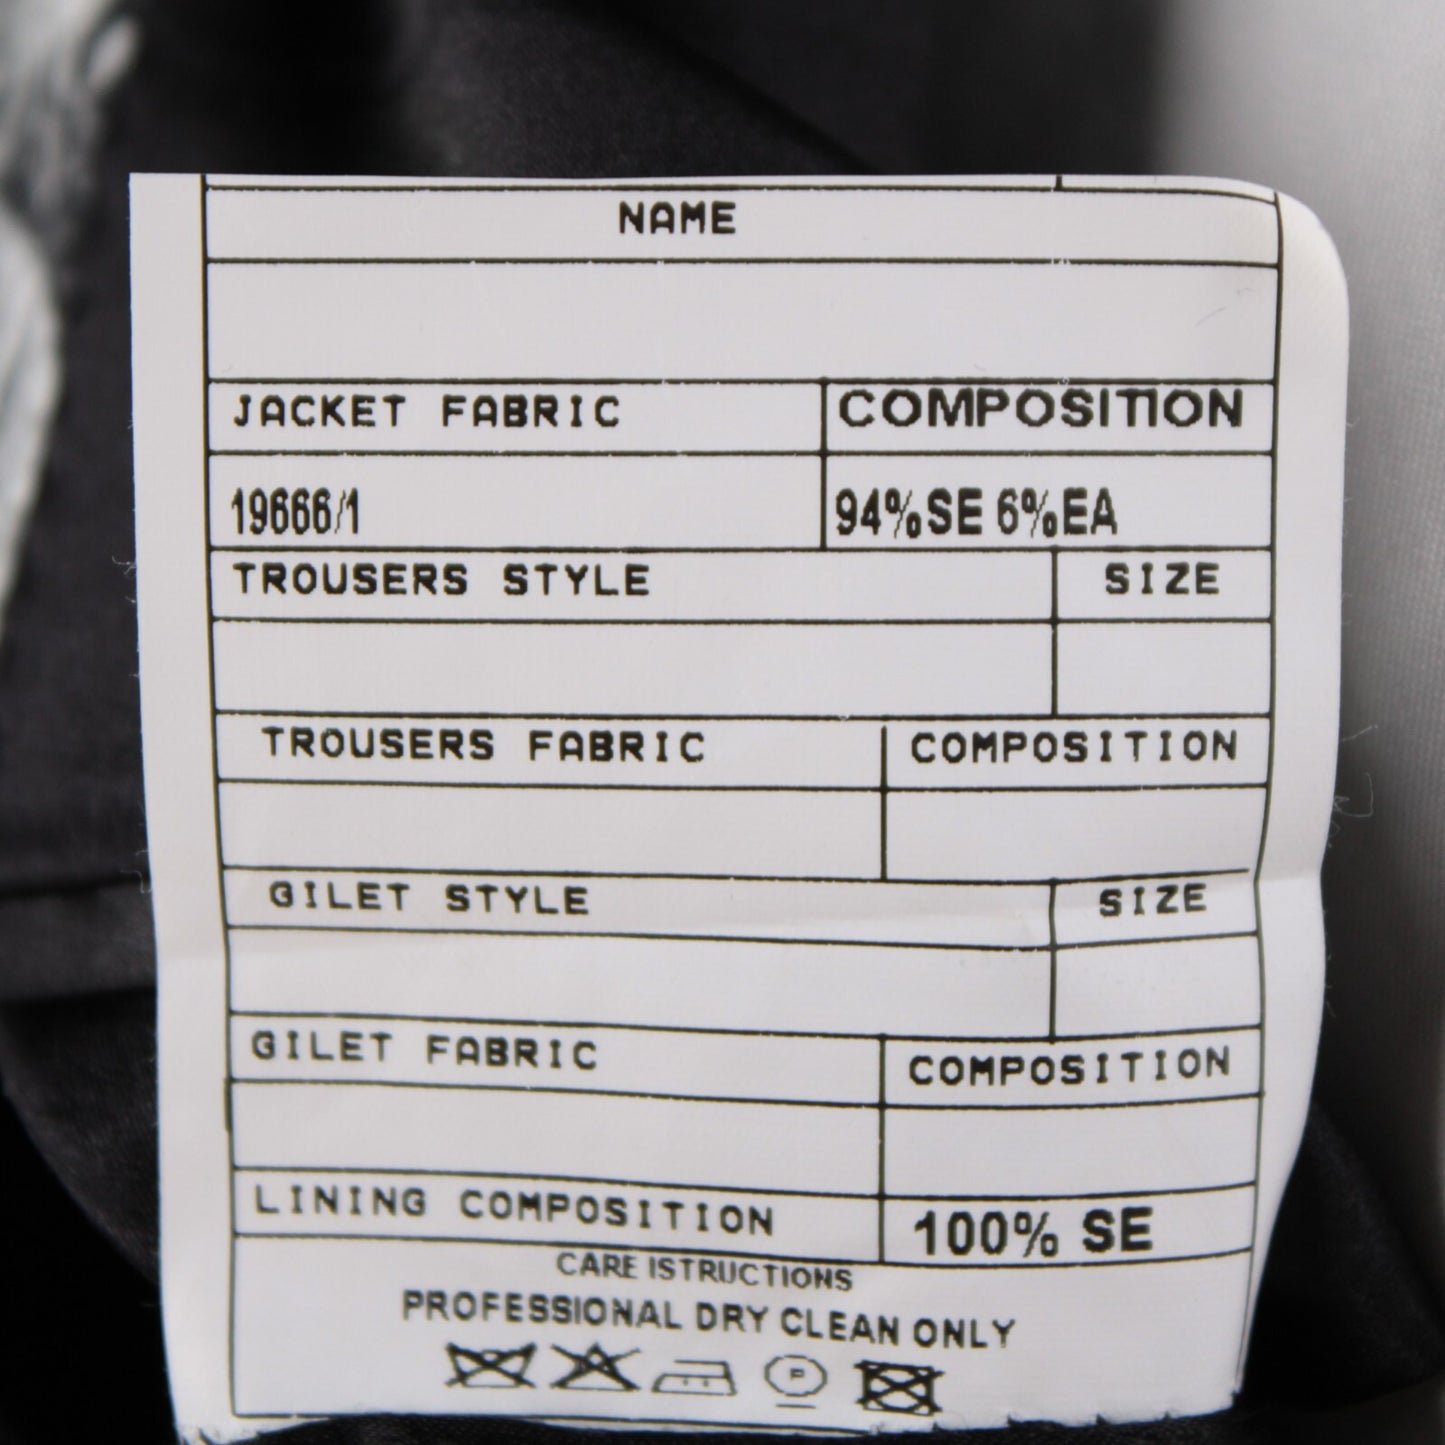 NAME
JACKET FABRIC COMPOSITION
19666/1 94%SE 6%EA
TROUSERS STYLE SIZE
TROUSERS FABRIC COMPOSITION
GILET STYLE SIZE
GILET FABRIC COMPOSITION
LINING COMPOSITION 100% SE
CARE ISTRUCTIONS
PROFESSIONAL DRY CLEAN ONLY
P